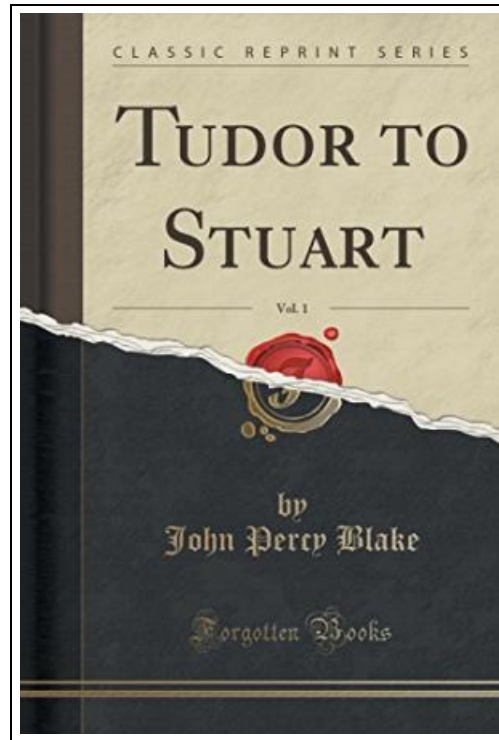 CLASSIC REPRINT SERIES
TUDOR TO
STUART
Vol. 1
by
John Percy Blake
Forgotten Books